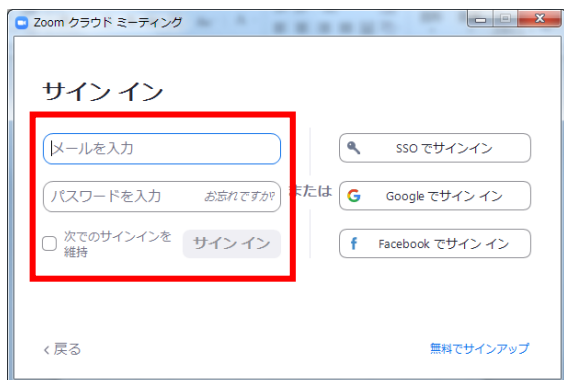 Zoom クラウド ミーティング
サイン イン
メールを入力
パスワードを入力 お忘れですか?
次でのサインインを
維持
サイン イン
または
SSO でサインイン
G Google でサイン イン
f Facebook でサイン イン
< 戻る
無料でサインアップ